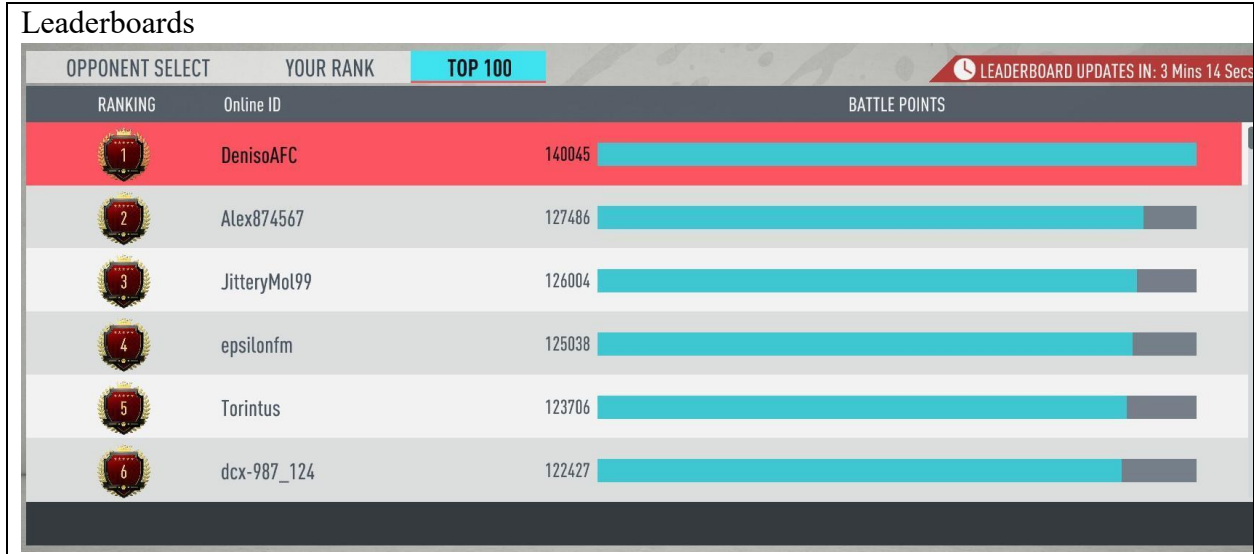 Leaderboards
OPPONENT SELECT YOUR RANK TOP 100 LEADERBOARD UPDATES IN: 3 Mins 14 Secs
RANKING Online ID BATTLE POINTS
1 DenisoAFC 140045
2 Alex874567 127486
3 JitteryMol99 126004
4 epsilonfm 125038
5 Torintus 123706
6 dcx-987_124 122427